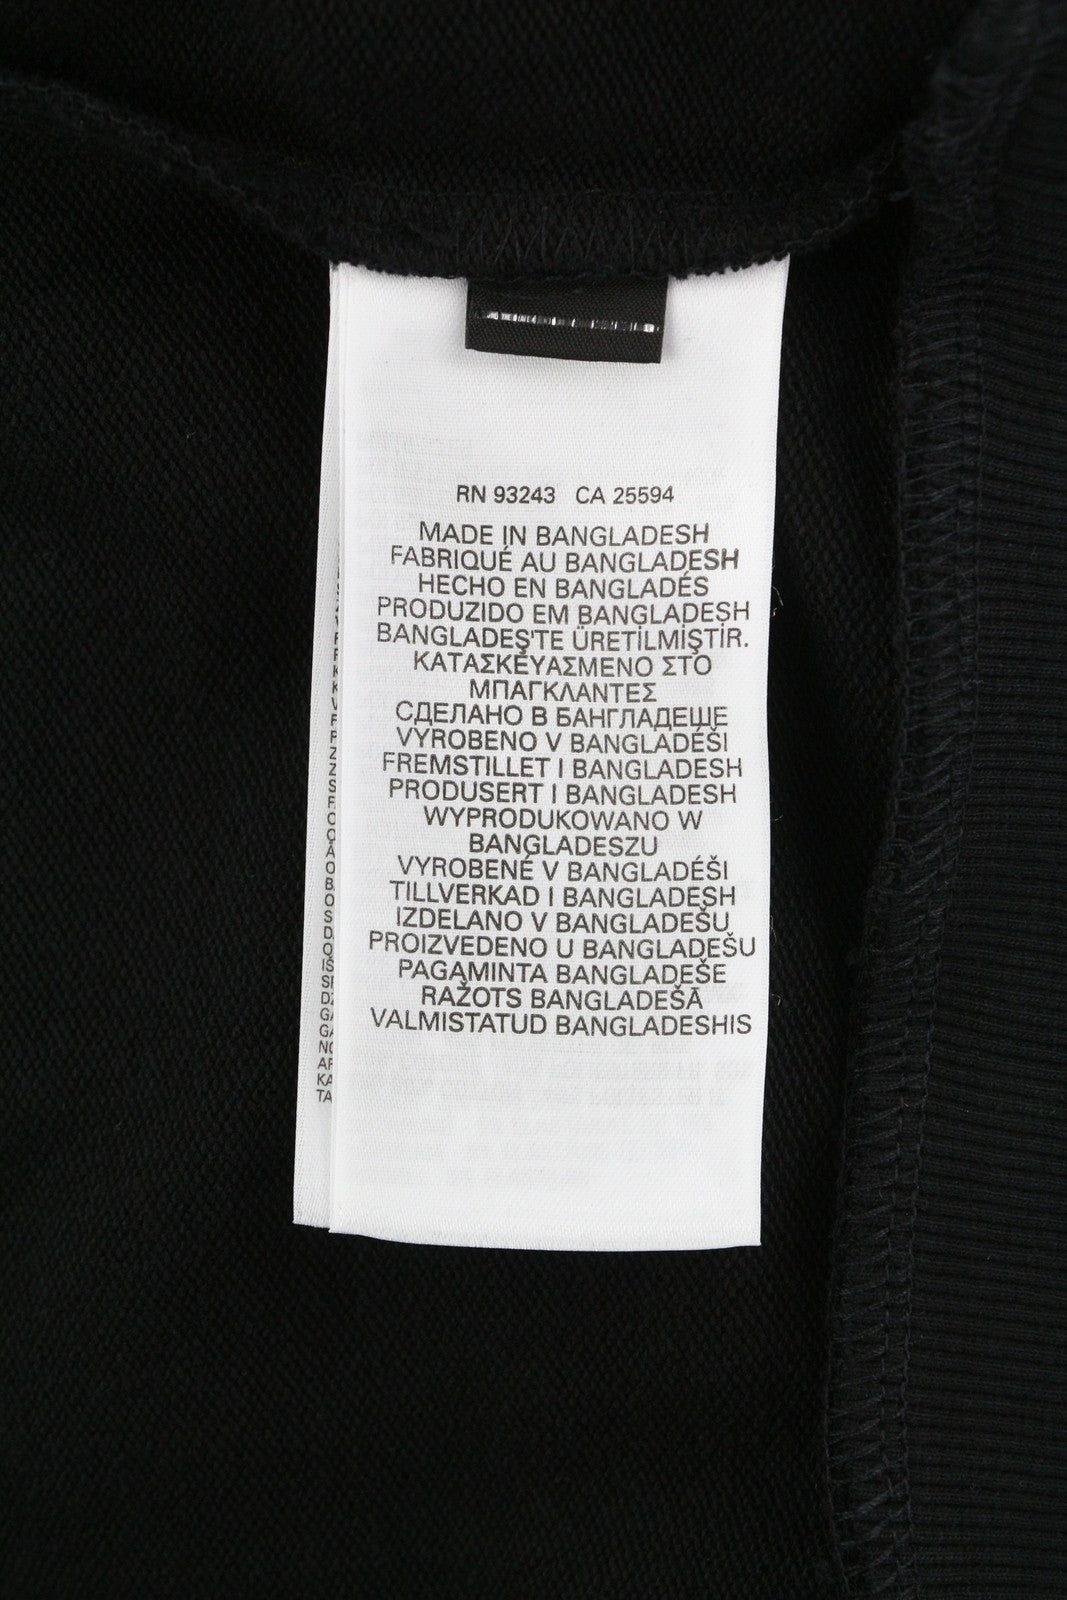 RN 93243 CA 25594
MADE IN BANGLADESH
FABRIQUÉ AU BANGLADESH
HECHO EN BANGLADÉS
PRODUZIDO EM BANGLADESH
BANGLADEŞ'TE ÜRETİLMİŞTİR.
ΚΑΤΑΣΚΕΥΑΣΜΕΝΟ ΣΤΟ
ΜΠΑΓΚΛΑΝΤΕΣ
СДЕЛАНО В БАНГЛАДЕШЕ
VYROBENO V BANGLADÉŠI
FREMSTILLET I BANGLADESH
PRODUSERT I BANGLADESH
WYPRODUKOWANO W
BANGLADESZU
VYROBENÉ V BANGLADÉŠI
TILLVERKAD I BANGLADESH
IZDELANO V BANGLADEŠU
PROIZVEDENO U BANGLADEŠU
PAGAMINTA BANGLADEŠE
RAŽOTS BANGLADEŠĀ
VALMISTATUD BANGLADESHIS